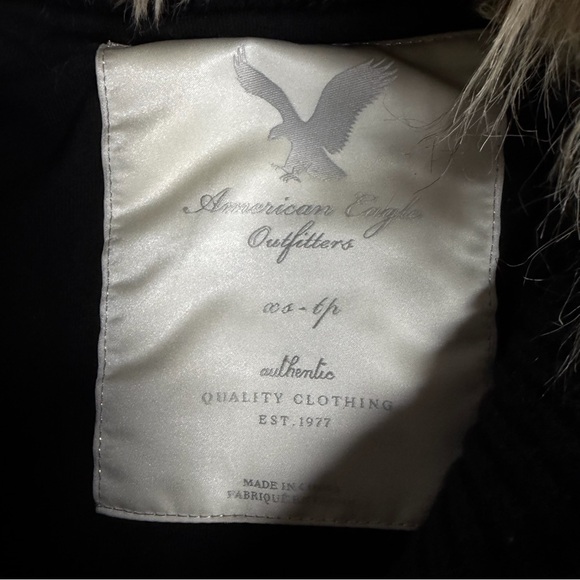 American Eagle
Outfitters
xs - tp
authentic
QUALITY CLOTHING
EST. 1977
MADE IN
FABRIQUÉ